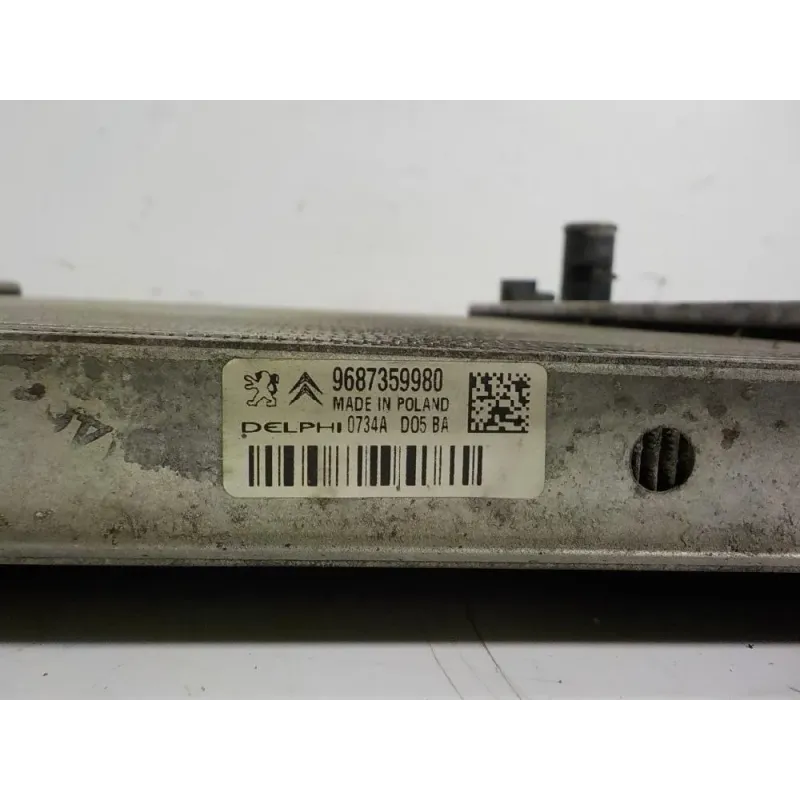 9687359980
MADE IN POLAND
DELPHI 0734A D05 BA